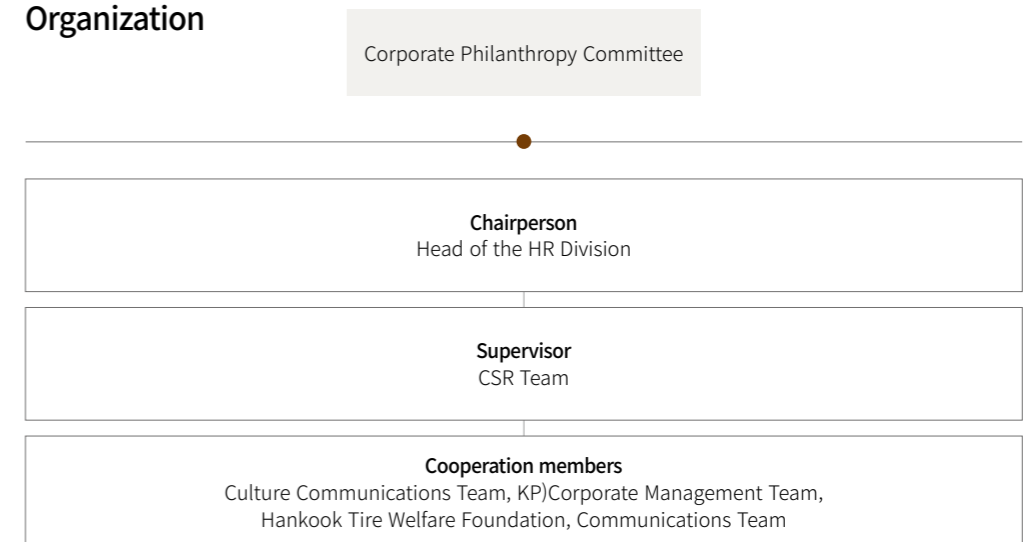 Organization
Corporate Philanthropy Committee
Chairperson
Head of the HR Division
Supervisor
CSR Team
Cooperation members
Culture Communications Team, KP)Corporate Management Team,
Hankook Tire Welfare Foundation, Communications Team